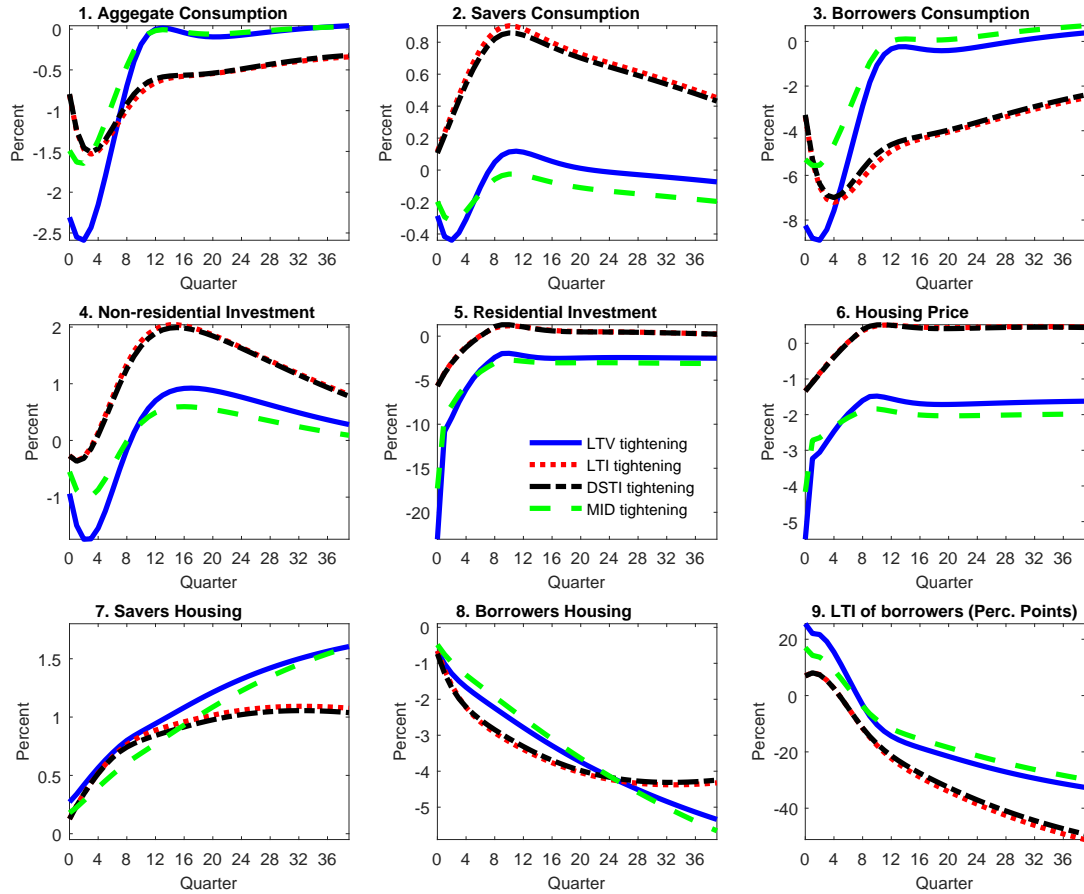 1. Aggegate Consumption
2. Savers Consumption
3. Borrowers Consumption
0
-0.5
-1
-1.5
-2
-2.5
Percent
0 4 8 12 16 20 24 28 32 36
Quarter
0.8
0.6
0.4
0.2
0
-0.2
-0.4
Percent
0 4 8 12 16 20 24 28 32 36
Quarter
0
-2
-4
-6
-8
Percent
0 4 8 12 16 20 24 28 32 36
Quarter
4. Non-residential Investment
5. Residential Investment
6. Housing Price
2
1
0
-1
Percent
0 4 8 12 16 20 24 28 32 36
Quarter
0
-5
-10
-15
-20
Percent
LTV tightening
LTI tightening
DSTI tightening
MID tightening
0 4 8 12 16 20 24 28 32 36
Quarter
0
-1
-2
-3
-4
-5
Percent
0 4 8 12 16 20 24 28 32 36
Quarter
7. Savers Housing
8. Borrowers Housing
9. LTI of borrowers (Perc. Points)
1.5
1
0.5
0
Percent
0 4 8 12 16 20 24 28 32 36
Quarter
0
-1
-2
-3
-4
-5
Percent
0 4 8 12 16 20 24 28 32 36
Quarter
20
0
-20
-40
Percent
0 4 8 12 16 20 24 28 32 36
Quarter